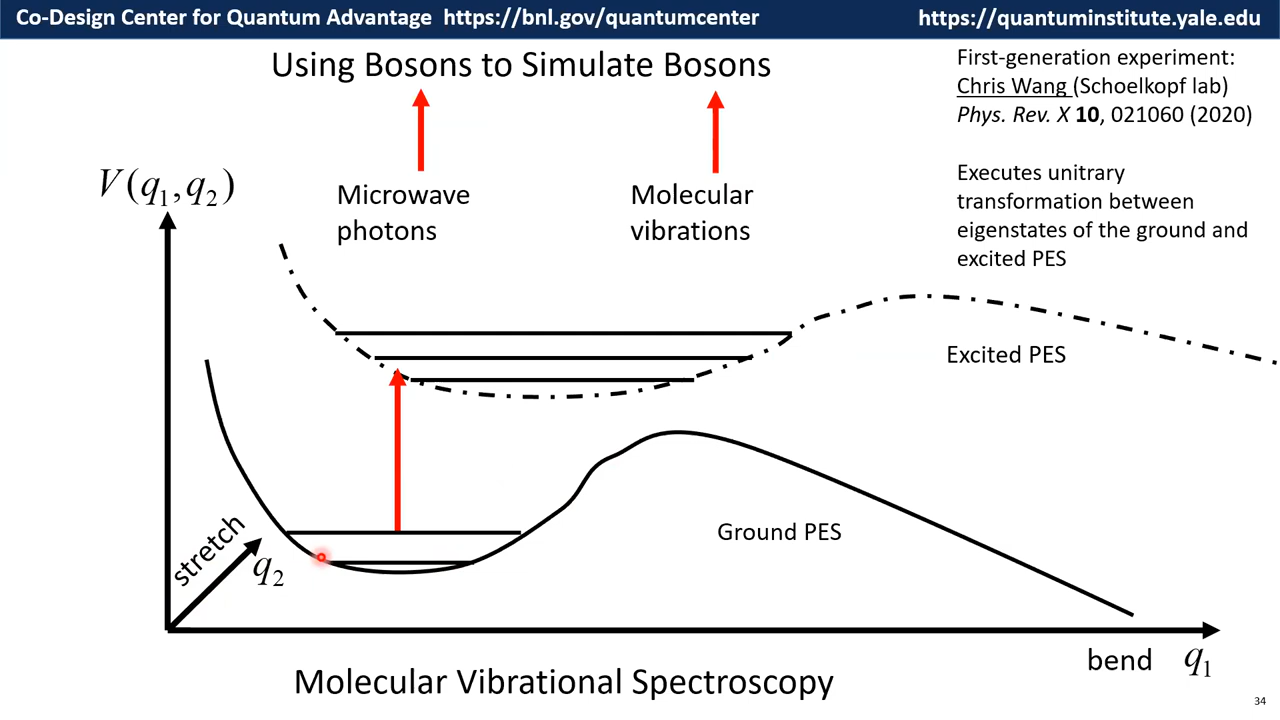 Co-Design Center for Quantum Advantage https://bnl.gov/quantumcenter https://quantuminstitute.yale.edu
Using Bosons to Simulate Bosons
First-generation experiment:
Chris Wang (Schoelkopf lab)
Phys. Rev. X 10, 021060 (2020)
Executes unitrary
transformation between
eigenstates of the ground and
excited PES
Microwave
photons
Molecular
vibrations
V(q₁,q₂)
Excited PES
Ground PES
stretch
q₂
bend q₁
Molecular Vibrational Spectroscopy
34